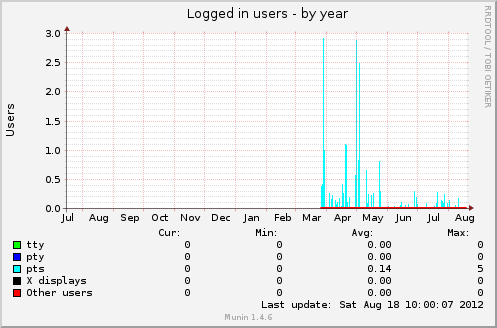 Logged in users - by year
RRDTOOL / TOBI OETIKER
Users
3.0
2.5
2.0
1.5
1.0
0.5
0.0
Jul Aug Sep Oct Nov Dec Jan Feb Mar Apr May Jun Jul Aug
Cur: Min: Avg: Max:
tty 0 0 0.00 0
pty 0 0 0.00 0
pts 0 0 0.14 5
X displays 0 0 0.00 0
Other users 0 0 0.00 0
Last update: Sat Aug 18 10:00:07 2012
Munin 1.4.6